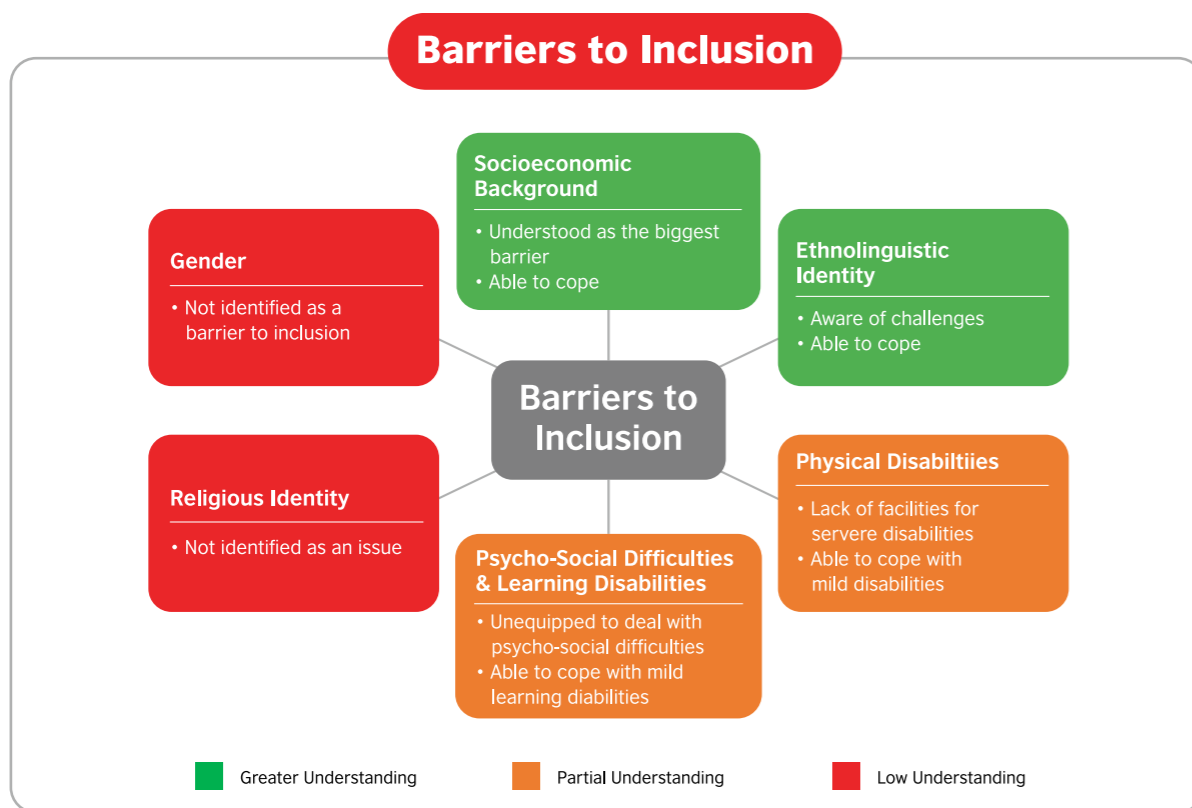 Barriers to Inclusion
Socioeconomic
Background
• Understood as the biggest
barrier
• Able to cope
Gender
• Not identified as a
barrier to inclusion
Ethnolinguistic
Identity
• Aware of challenges
• Able to cope
Barriers to
Inclusion
Religious Identity
• Not identified as an issue
Physical Disabiltiies
• Lack of facilities for
servere disabilities
• Able to cope with
mild disabilities
Psycho-Social Difficulties
& Learning Disabilities
• Unequipped to deal with
psycho-social difficulties
• Able to cope with mild
learning diabilities
Greater Understanding
Partial Understanding
Low Understanding